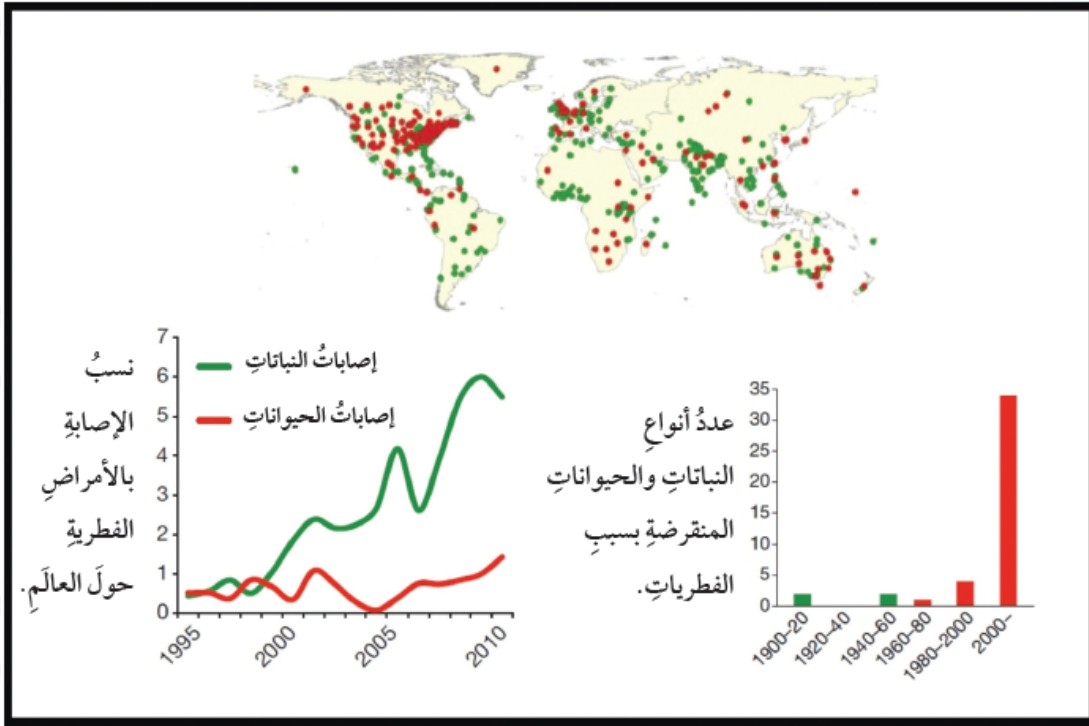 نسبُ
الإصابةِ
بالأمراضِ
الفطريةِ
حولَ العالَمِ.
7
6
5
4
3
2
1
0
إصاباتُ النباتاتِ
إصاباتُ الحيواناتِ
1995
2000
2005
2010
عددُ أنواعِ
النباتاتِ والحيواناتِ
المنقرضةِ بسببِ
الفطرياتِ.
35
30
25
20
15
10
5
0
1900–20
1920–40
1940–60
1960–80
1980–2000
2000–